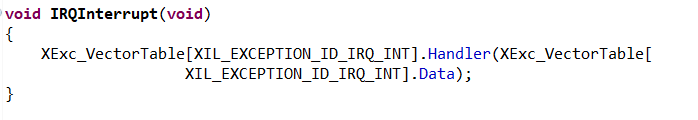 void IRQInterrupt(void)
{
XExc_VectorTable[XIL_EXCEPTION_ID_IRQ_INT].Handler(XExc_VectorTable[
XIL_EXCEPTION_ID_IRQ_INT].Data);
}